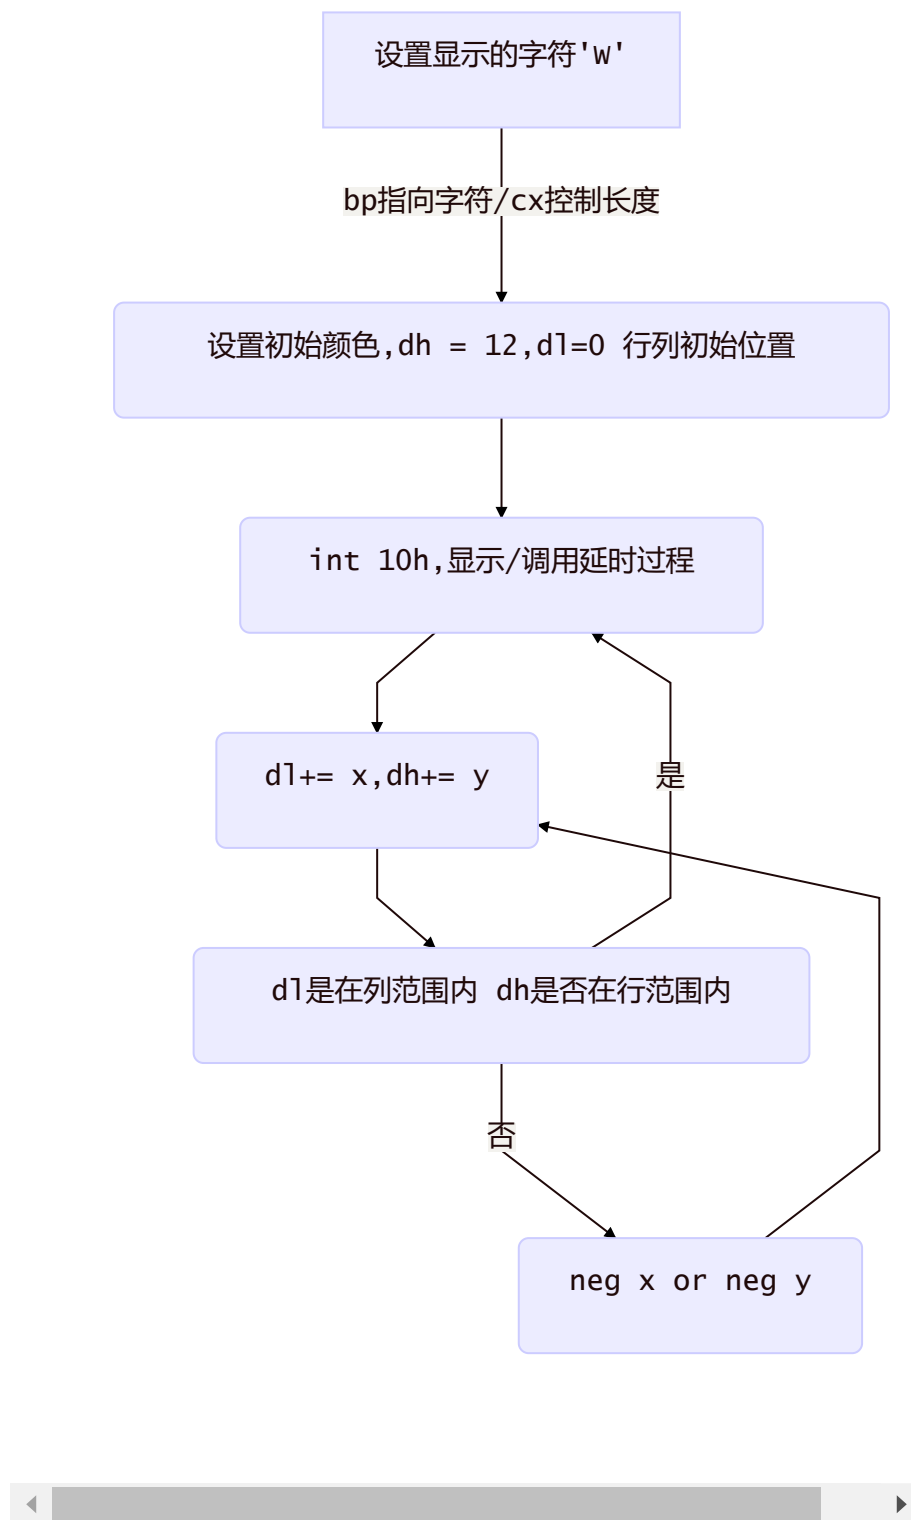 设置显示的字符'W'
bp指向字符/cx控制长度
设置初始颜色,dh = 12,dl=0 行列初始位置
int 10h,显示/调用延时过程
dl+= x,dh+= y
是
dl是在列范围内 dh是否在行范围内
否
neg x or neg y